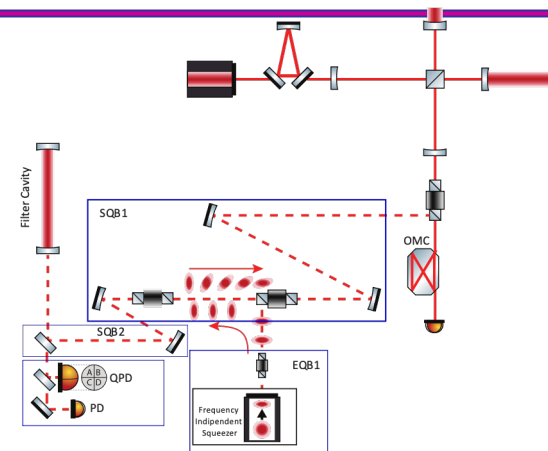 Filter Cavity
SQB1
OMC
SQB2
A B
C D
QPD
PD
EQB1
Frequency
Indipendent
Squeezer